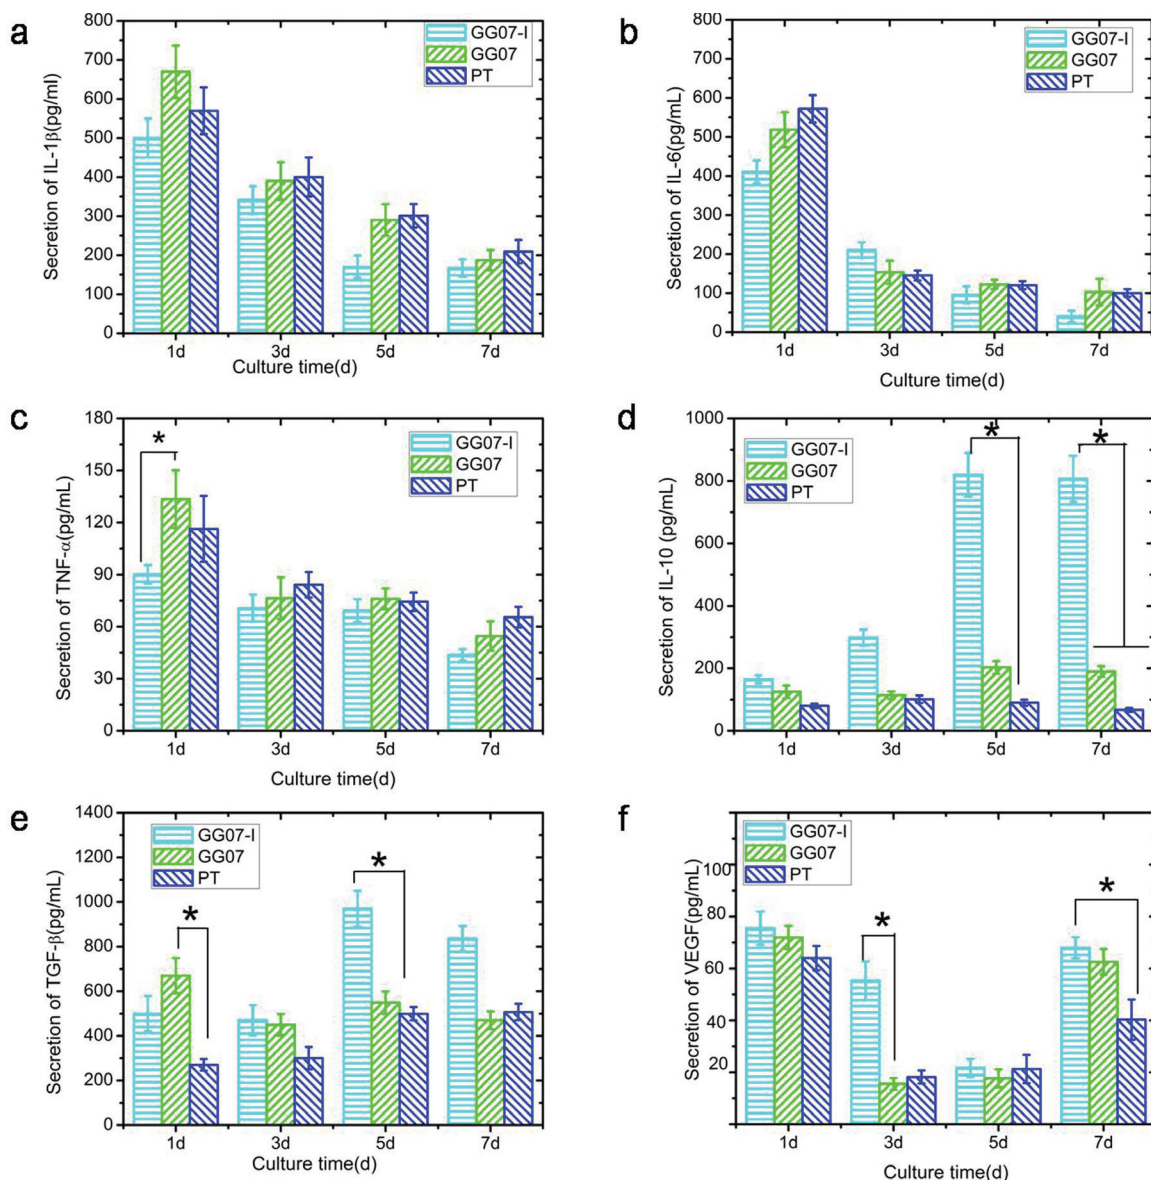 a
Secretion of IL-1β(pg/ml)
800
700
600
500
400
300
200
100
0
GG07-I
GG07
PT
1d
3d
5d
7d
Culture time(d)
b
Secretion of IL-6(pg/mL)
800
700
600
500
400
300
200
100
0
GG07-I
GG07
PT
1d
3d
5d
7d
Culture time(d)
c
Secretion of TNF-α(pg/mL)
180
150
120
90
60
30
0
*
GG07-I
GG07
PT
1d
3d
5d
7d
Culture time(d)
d
Secretion of IL-10 (pg/mL)
1000
800
600
400
200
0
GG07-I
GG07
PT
*
*
1d
3d
5d
7d
Culture time(d)
e
Secretion of TGF-β(pg/mL)
1400
1200
1000
800
600
400
200
0
GG07-I
GG07
PT
*
*
1d
3d
5d
7d
Culture time(d)
f
Secretion of VEGF(pg/mL)
100
80
60
40
20
GG07-I
GG07
PT
*
*
1d
3d
5d
7d
Culture time(d)